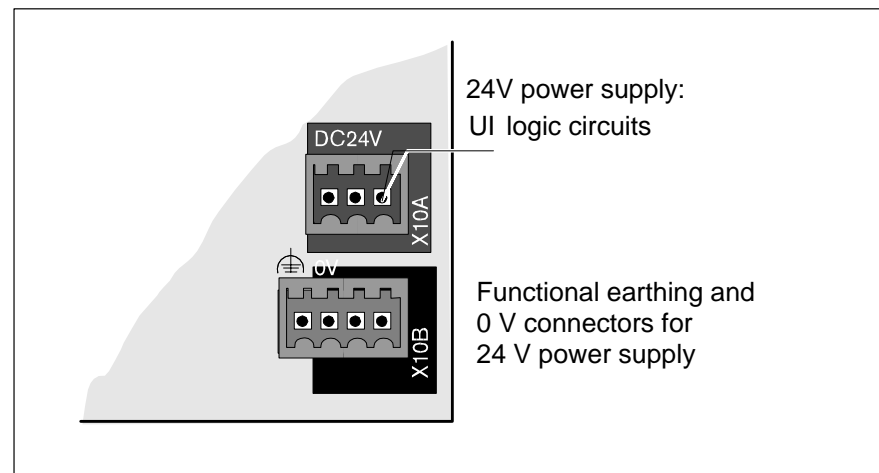 24V power supply:
UI logic circuits
DC24V
X10A
0V
X10B
Functional earthing and
0 V connectors for
24 V power supply